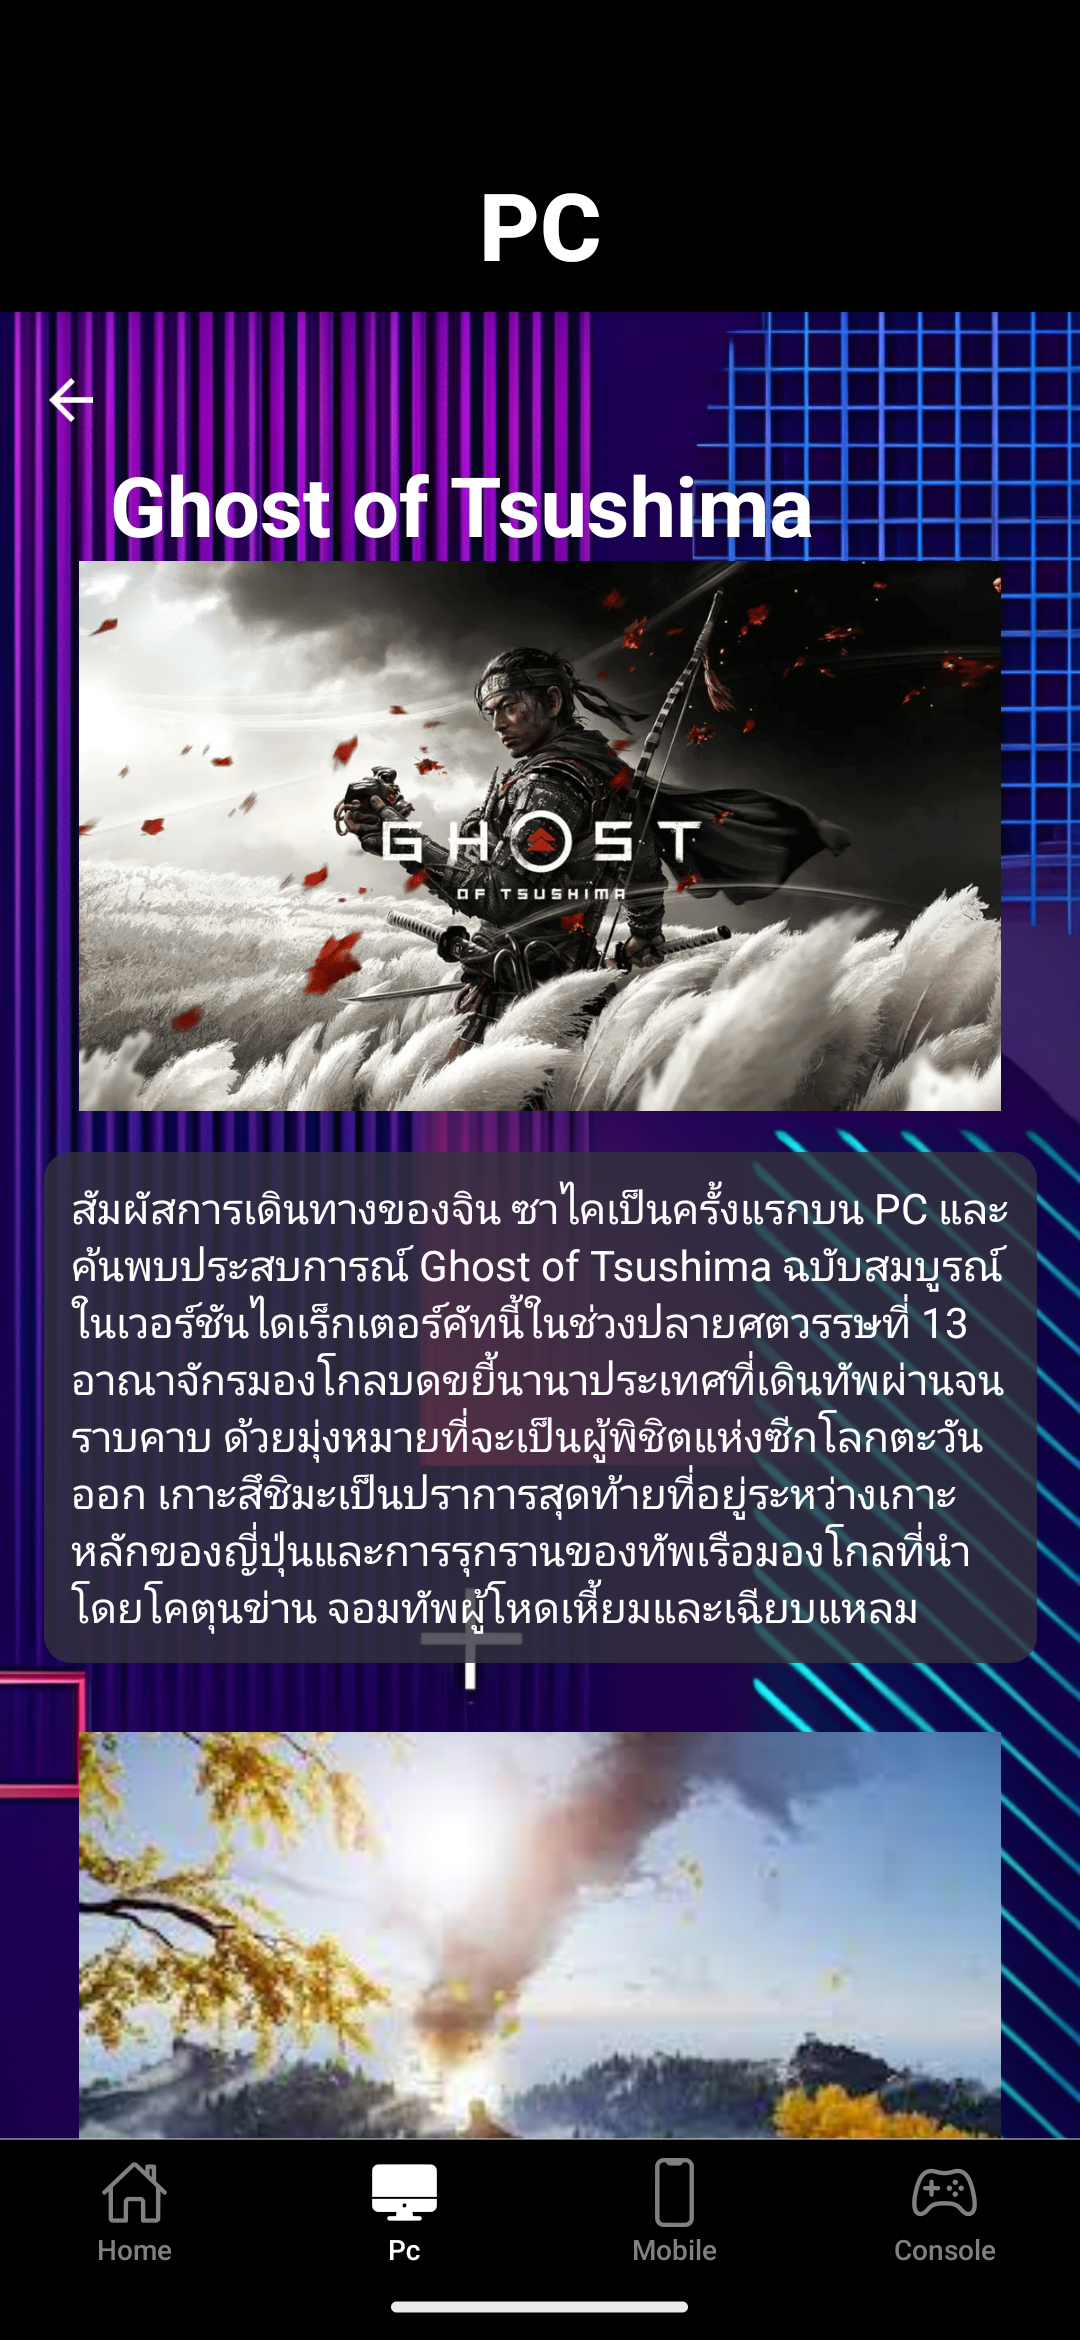 PC
Ghost of Tsushima
GHOST
OF TSUSHIMA
สัมผัสการเดินทางของจิน ซาไคเป็นครั้งแรกบน PC และ
ค้นพบประสบการณ์ Ghost of Tsushima ฉบับสมบูรณ์
ในเวอร์ชันไดเร็กเตอร์คัทนี้ในช่วงปลายศตวรรษที่ 13
อาณาจักรมองโกลบดขยี้นานาประเทศที่เดินทัพผ่านจน
ราบคาบ ด้วยมุ่งหมายที่จะเป็นผู้พิชิตแห่งซีกโลกตะวัน
ออก เกาะสึชิมะเป็นปราการสุดท้ายที่อยู่ระหว่างเกาะ
หลักของญี่ปุ่นและการรุกรานของทัพเรือมองโกลที่นำ
โดยโคตุนข่าน จอมทัพผู้โหดเหี้ยมและเฉียบแหลม
Home
Pc
Mobile
Console